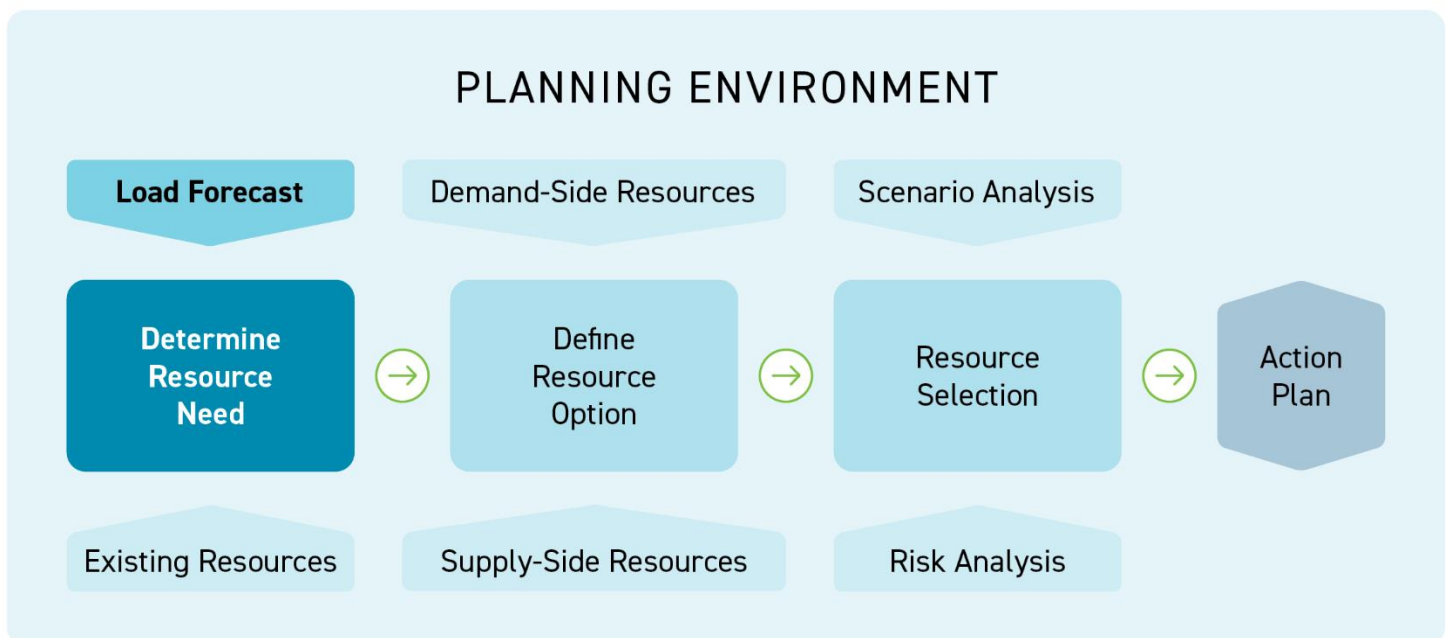 PLANNING ENVIRONMENT
Load Forecast
Demand-Side Resources
Scenario Analysis
Determine
Resource
Need
Define
Resource
Option
Resource
Selection
Action
Plan
Existing Resources
Supply-Side Resources
Risk Analysis